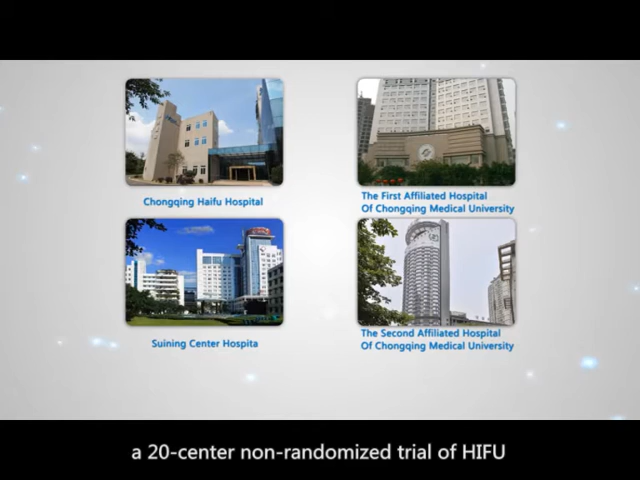 Chongqing Haifu Hospital
The First Affiliated Hospital
Of Chongqing Medical University
Suining Center Hospita
The Second Affiliated Hospital
Of Chongqing Medical University
a 20-center non-randomized trial of HIFU